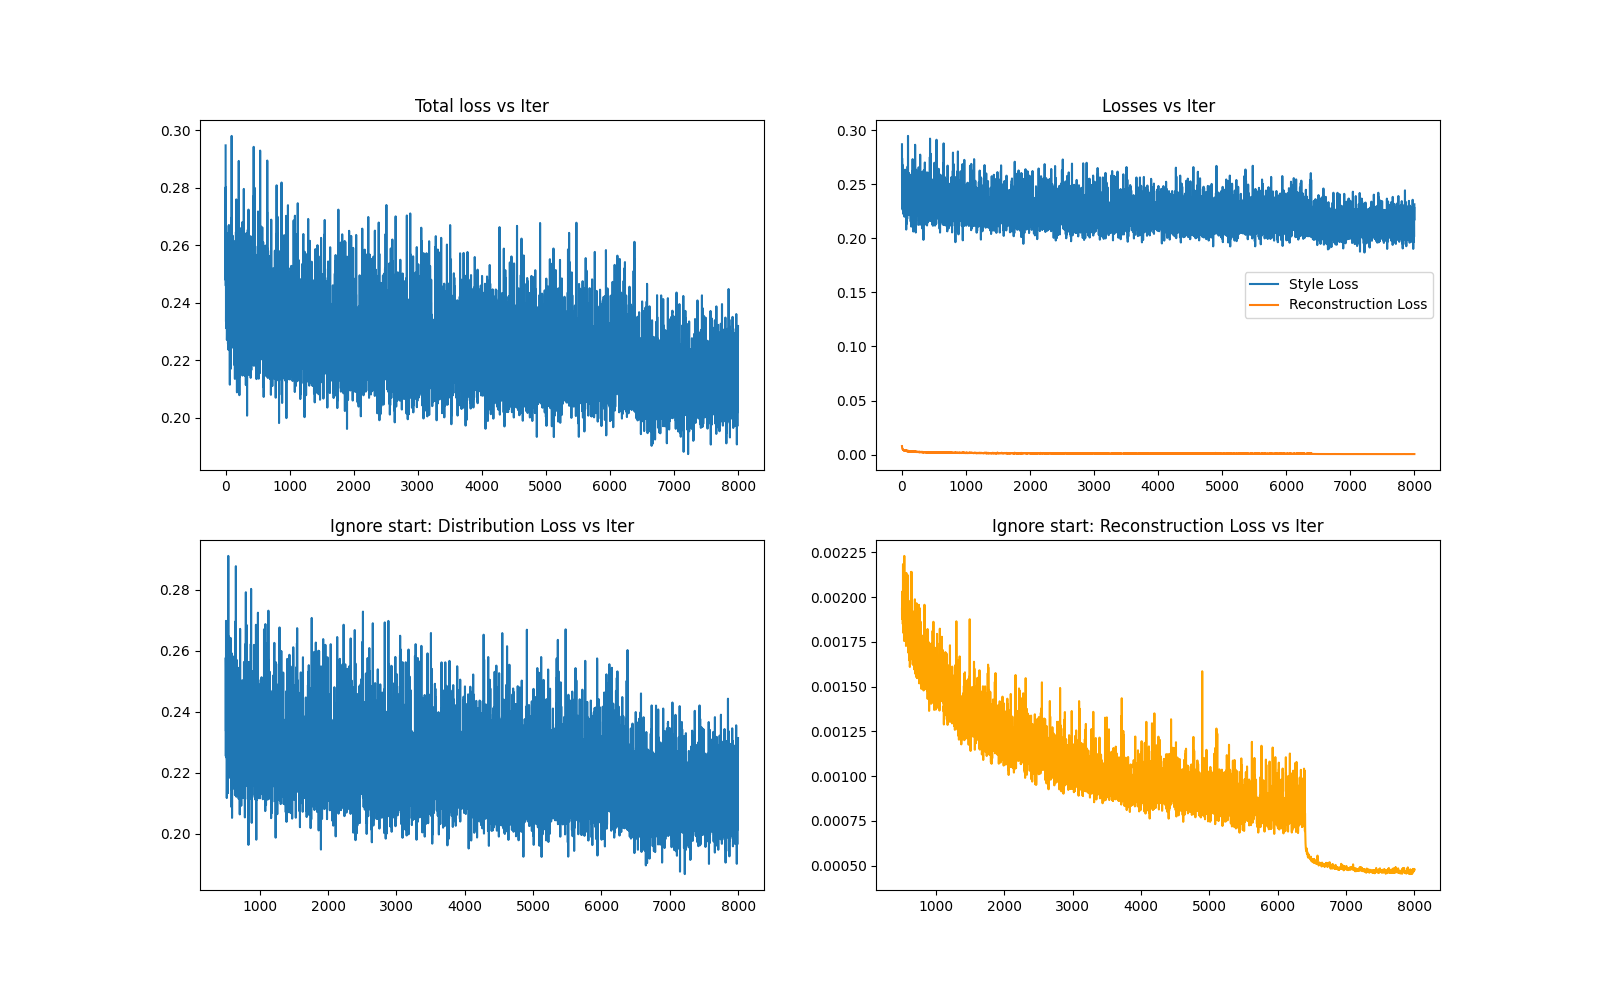 Total loss vs Iter
0.30
0.28
0.26
0.24
0.22
0.20
0 1000 2000 3000 4000 5000 6000 7000 8000
Losses vs Iter
0.30
0.25
0.20
0.15
0.10
0.05
0.00
Style Loss
Reconstruction Loss
0 1000 2000 3000 4000 5000 6000 7000 8000
Ignore start: Distribution Loss vs Iter
0.28
0.26
0.24
0.22
0.20
1000 2000 3000 4000 5000 6000 7000 8000
Ignore start: Reconstruction Loss vs Iter
0.00225
0.00200
0.00175
0.00150
0.00125
0.00100
0.00075
0.00050
1000 2000 3000 4000 5000 6000 7000 8000